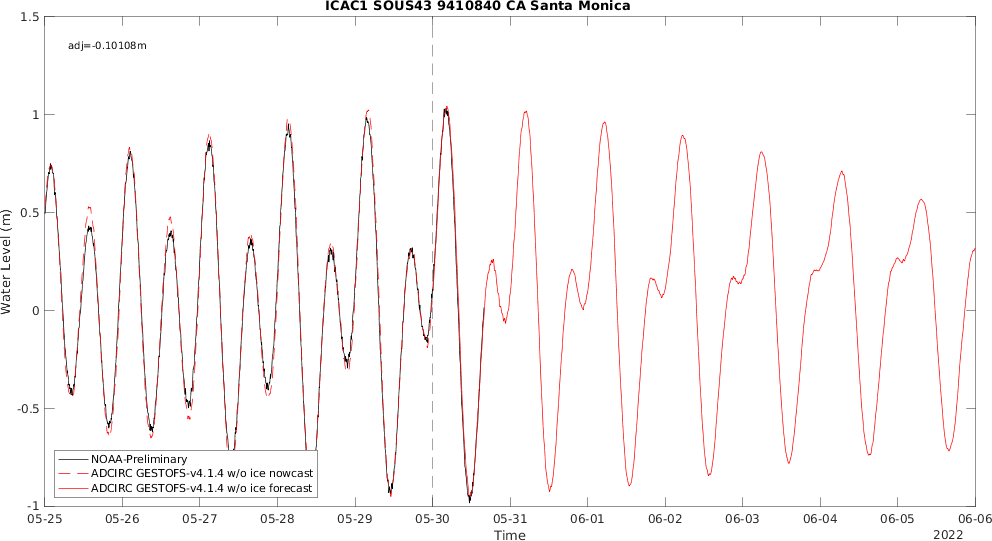 ICAC1 SOUS43 9410840 CA Santa Monica
1.5
adj=-0.10108m
1
0.5
Water Level (m)
0
-0.5
NOAA-Preliminary
ADCIRC GESTOFS-v4.1.4 w/o ice nowcast
ADCIRC GESTOFS-v4.1.4 w/o ice forecast
-1
05-25 05-26 05-27 05-28 05-29 05-30 05-31 06-01 06-02 06-03 06-04 06-05 06-06
Time
2022